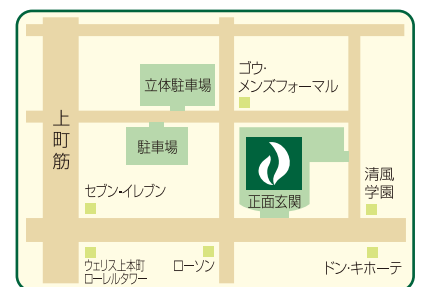 ゴウ・
メンズフォーマル
立体駐車場
上町筋
駐車場
清風
学園
セブン-イレブン
正面玄関
ウェリス上本町
ローレルタワー
ローソン
ドン・キホーテ